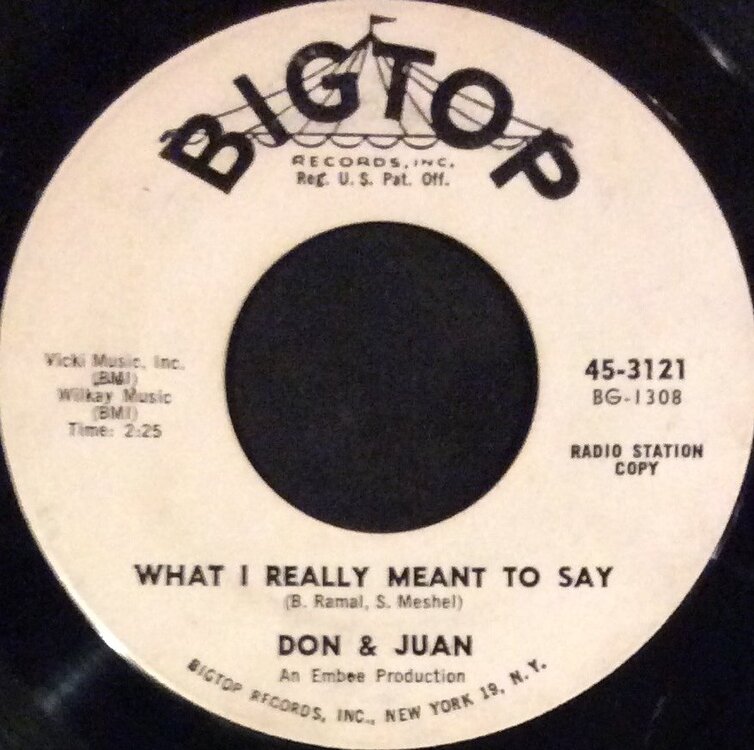 BIGTOP
RECORDS, INC.
Reg. U. S. Pat. Off.
Vicki Music, Inc.
(BMI)
Wilkay Music
(BMI)
Time: 2:25
45-3121
BG-1308
RADIO STATION
COPY
WHAT I REALLY MEANT TO SAY
(B. Ramal, S. Meshel)
DON & JUAN
An Embee Production
BIGTOP RECORDS, INC., NEW YORK 19, N.Y.